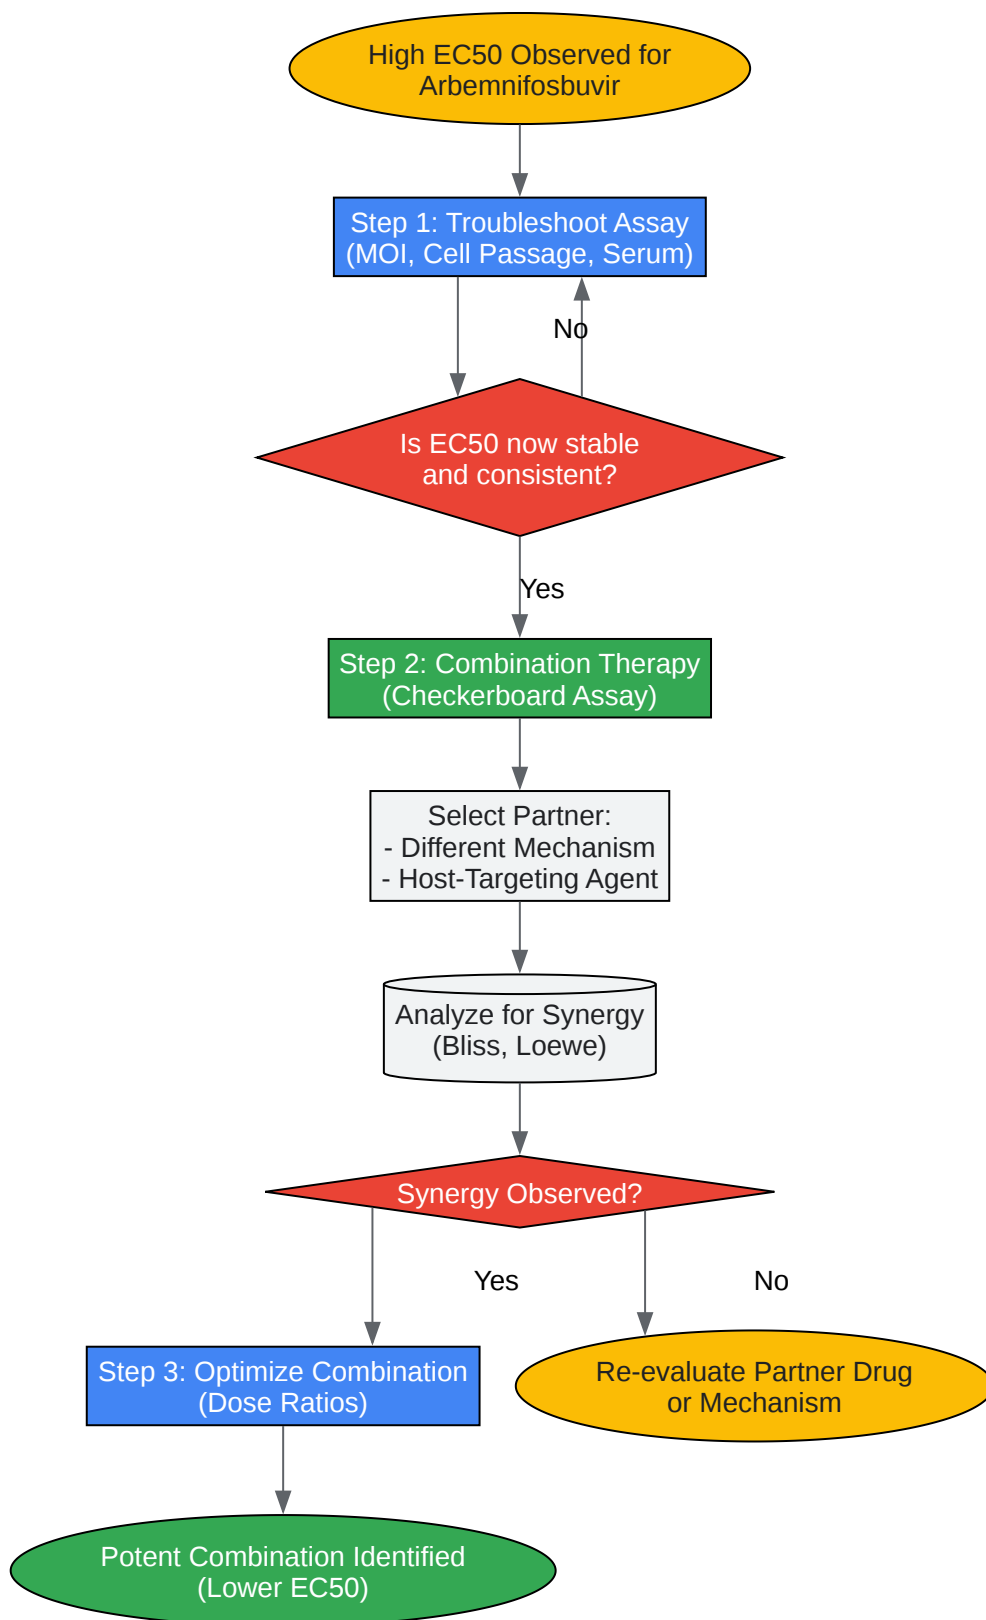 High EC50 Observed for
Arbemnifosbuvir
Step 1: Troubleshoot Assay
(MOI, Cell Passage, Serum)
No
Is EC50 now stable
and consistent?
Yes
Step 2: Combination Therapy
(Checkerboard Assay)
Select Partner:
- Different Mechanism
- Host-Targeting Agent
Analyze for Synergy
(Bliss, Loewe)
Synergy Observed?
Yes
No
Step 3: Optimize Combination
(Dose Ratios)
Re-evaluate Partner Drug
or Mechanism
Potent Combination Identified
(Lower EC50)